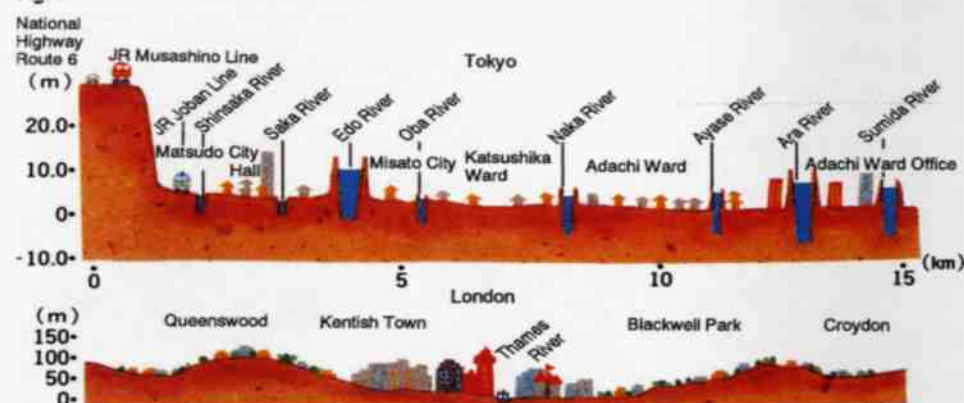 National
Highway
Route 6
JR Musashino Line
(m)
Tokyo
JR Joban Line
Shinsaka River
Saka River
Edo River
Oba River
Naka River
Ayase River
Ara River
Sumida River
20.0
Matsudo City
Hall
Misato City
Katsushika
Ward
Adachi Ward
Adachi Ward Office
10.0
0
-10.0
0
5
10
15
(km)
London
(m)
Queenswood
Kentish Town
Thames
River
Blackwell Park
Croydon
150
100
50
0